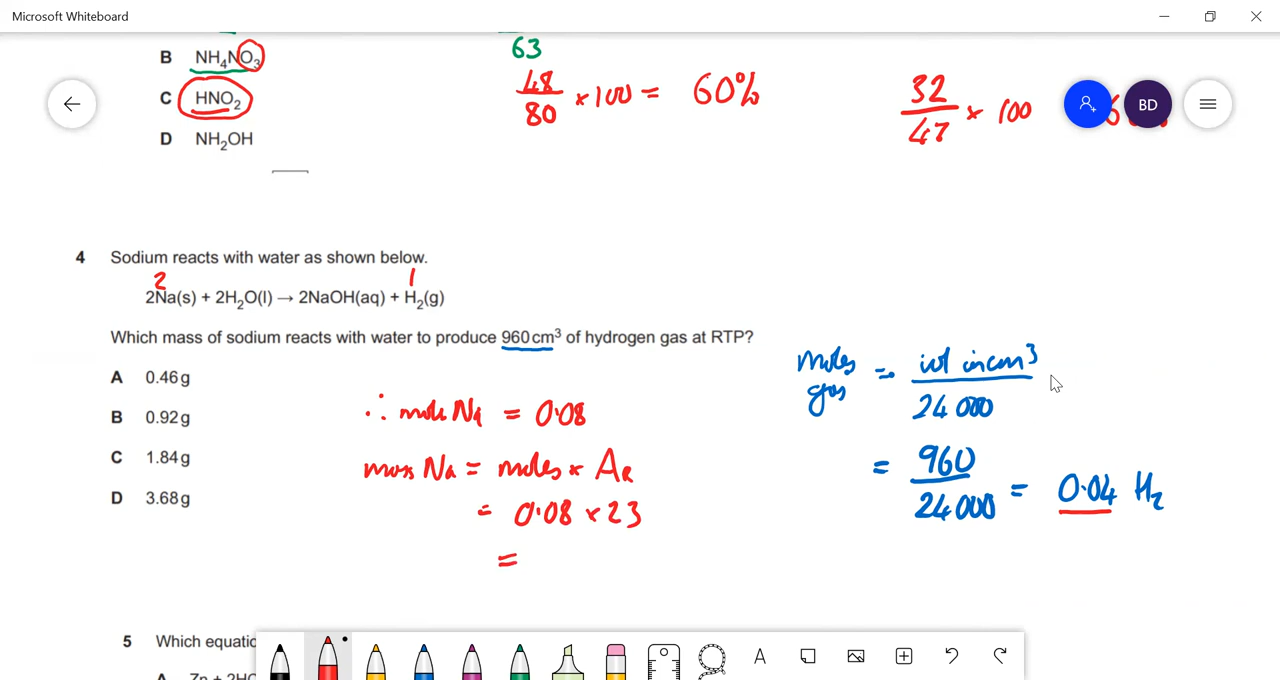 Microsoft Whiteboard
63
B NH4NO3
48/80 × 100 = 60%
32/47 × 100
BD
C HNO2
D NH2OH
4 Sodium reacts with water as shown below.
2 1
2Na(s) + 2H2O(l) → 2NaOH(aq) + H2(g)
Which mass of sodium reacts with water to produce 960 cm³ of hydrogen gas at RTP?
A 0.46 g
B 0.92 g
C 1.84 g
D 3.68 g
∴ mole Na = 0.08
mass Na = moles × AR
= 0.08 × 23
=
moles gas = vol in cm³/24 000
= 960/24 000 = 0.04 H2
5 Which equatio
A Zn + 2HC
A